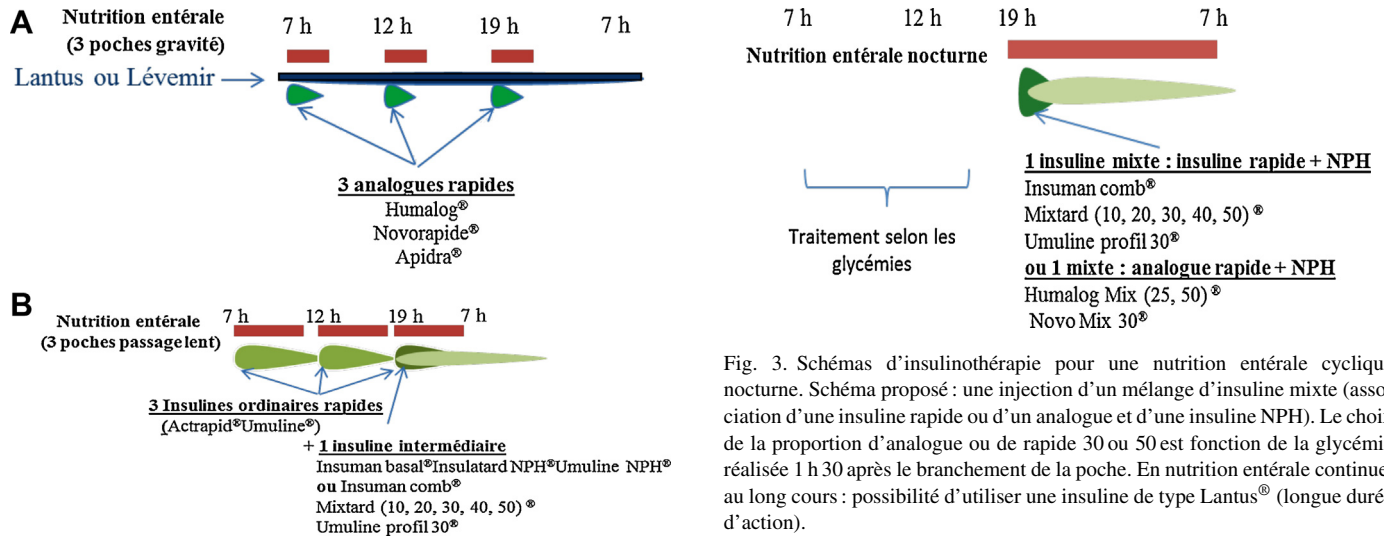 A
Nutrition entérale
(3 poches gravité)
7 h 12 h 19 h 7 h
Lantus ou Lévemir
3 analogues rapides
Humalog®
Novorapide®
Apidra®
B
Nutrition entérale
(3 poches passage lent)
7 h 12 h 19 h 7 h
3 Insulines ordinaires rapides
(Actrapid®Umuline®)
+ 1 insuline intermédiaire
Insuman basal®Insulatard NPH®Umuline NPH®
ou Insuman comb®
Mixtard (10, 20, 30, 40, 50) ®
Umuline profil 30®
7 h 12 h 19 h 7 h
Nutrition entérale nocturne
1 insuline mixte : insuline rapide + NPH
Insuman comb®
Mixtard (10, 20, 30, 40, 50) ®
Umuline profil 30®
ou 1 mixte : analogue rapide + NPH
Humalog Mix (25, 50) ®
Novo Mix 30®
Traitement selon les
glycémies
Fig. 3. Schémas d'insulinothérapie pour une nutrition entérale cycliqu
nocturne. Schéma proposé : une injection d'un mélange d'insuline mixte (asso-
ciation d'une insuline rapide ou d'un analogue et d'une insuline NPH). Le choi
de la proportion d'analogue ou de rapide 30 ou 50 est fonction de la glycémi
réalisée 1 h 30 après le branchement de la poche. En nutrition entérale continue
au long cours : possibilité d'utiliser une insuline de type Lantus® (longue duré
d'action).